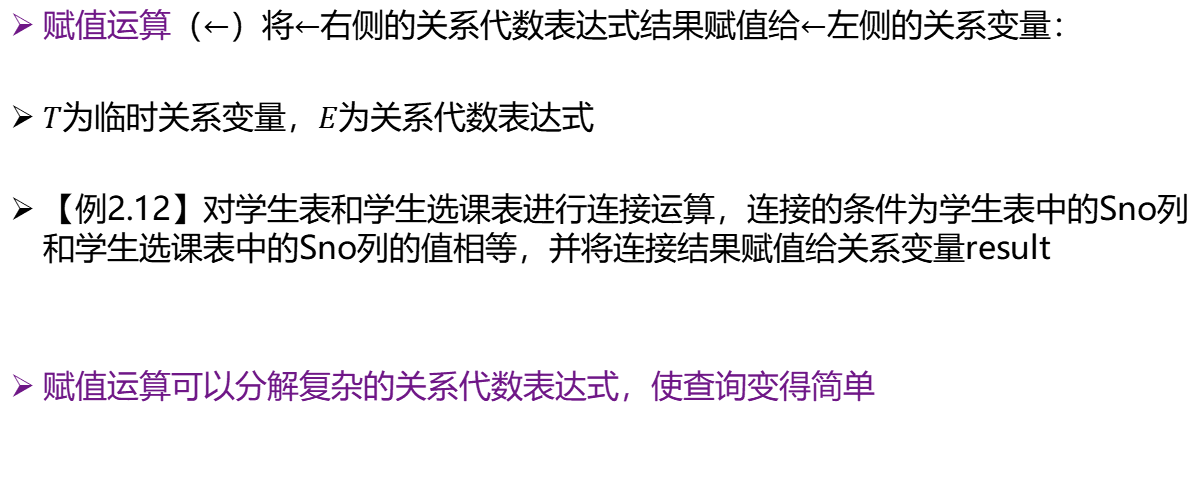 ➢ 赋值运算（←）将←右侧的关系代数表达式结果赋值给←左侧的关系变量：
➢ T为临时关系变量，E为关系代数表达式
➢ 【例2.12】对学生表和学生选课表进行连接运算，连接的条件为学生表中的Sno列
和学生选课表中的Sno列的值相等，并将连接结果赋值给关系变量result
➢ 赋值运算可以分解复杂的关系代数表达式，使查询变得简单